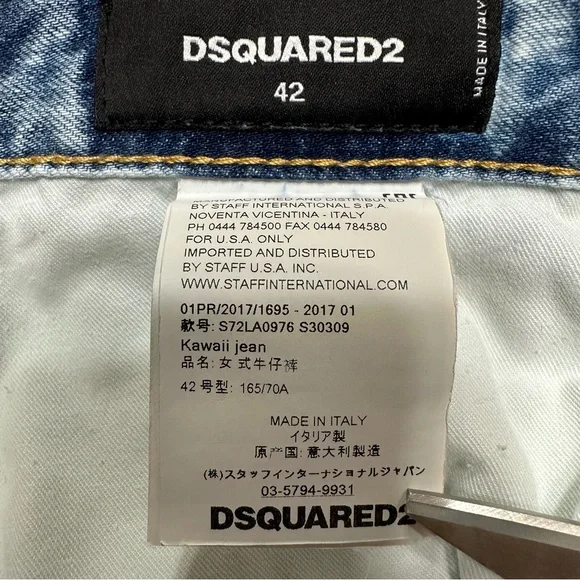 DSQUARED2
42
MADE IN ITALY
MANUFACTURED AND DISTRIBUTED
BY STAFF INTERNATIONAL S.P.A.
NOVENTA VICENTINA - ITALY
PH 0444 784500 FAX 0444 784580
FOR U.S.A. ONLY
IMPORTED AND DISTRIBUTED
BY STAFF U.S.A. INC.
WWW.STAFFINTERNATIONAL.COM
01PR/2017/1695 - 2017 01
款号: S72LA0976 S30309
Kawaii jean
品名: 女 式牛仔裤
42 号型: 165/70A
MADE IN ITALY
イタリア製
原产国: 意大利製造
(株)スタッフインターナショナルジャパン
03-5794-9931
DSQUARED2